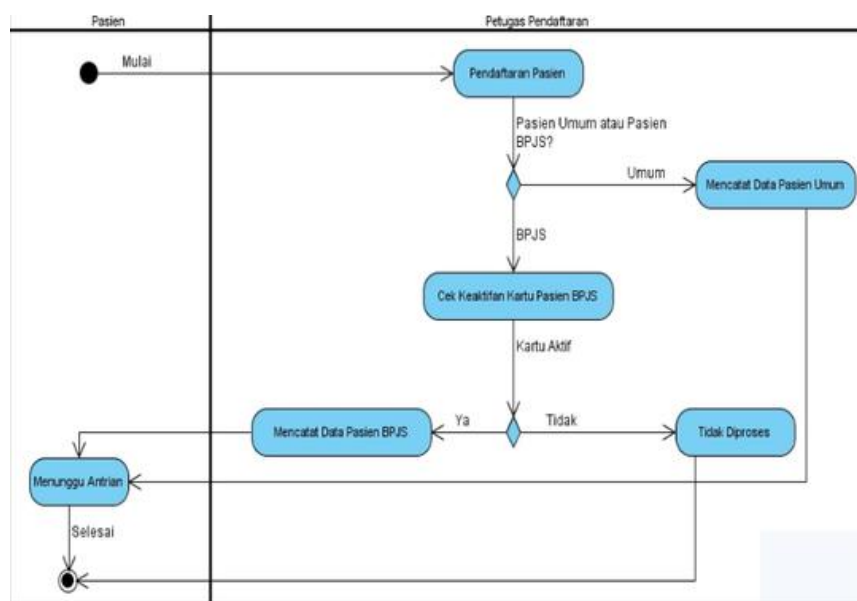 Pasien
Petugas Pendaftaran
Mulai
Pendaftaran Pasien
Pasien Umum atau Pasien
BPJS?
Umum
Mencatat Data Pasien Umum
BPJS
Cek Keaktifan Kartu Pasien BPJS
Kartu Aktif
Mencatat Data Pasien BPJS
Ya
Tidak
Tidak Diproses
Menunggu Antrian
Selesai